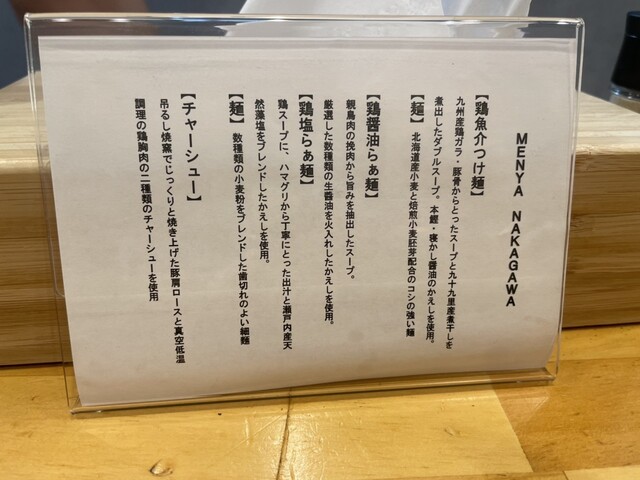 MENYA NAKAGAWA
【鶏魚介つけ麺】
九州産鶏ガラ・豚骨からとったスープと九十九里産煮干しを
煮出したダブルスープ。本醸・寝かし醤油のかえしを使用。
【麺】 北海道産小麦と焙煎小麦胚芽配合のコシの強い麺
【鶏醤油らぁ麺】
親鳥肉の挽肉から旨みを抽出したスープ。
厳選した数種類の生醤油を火入れしたかえしを使用。
【鶏塩らぁ麺】
鶏スープに、ハマグリから丁寧にとった出汁と瀬戸内産天
然藻塩をブレンドしたかえしを使用。
【麺】 数種類の小麦粉をブレンドした歯切れのよい細麺
【チャーシュー】
吊るし焼窯でじっくりと焼き上げた豚肩ロースと真空低温
調理の鶏胸肉の二種類のチャーシューを使用